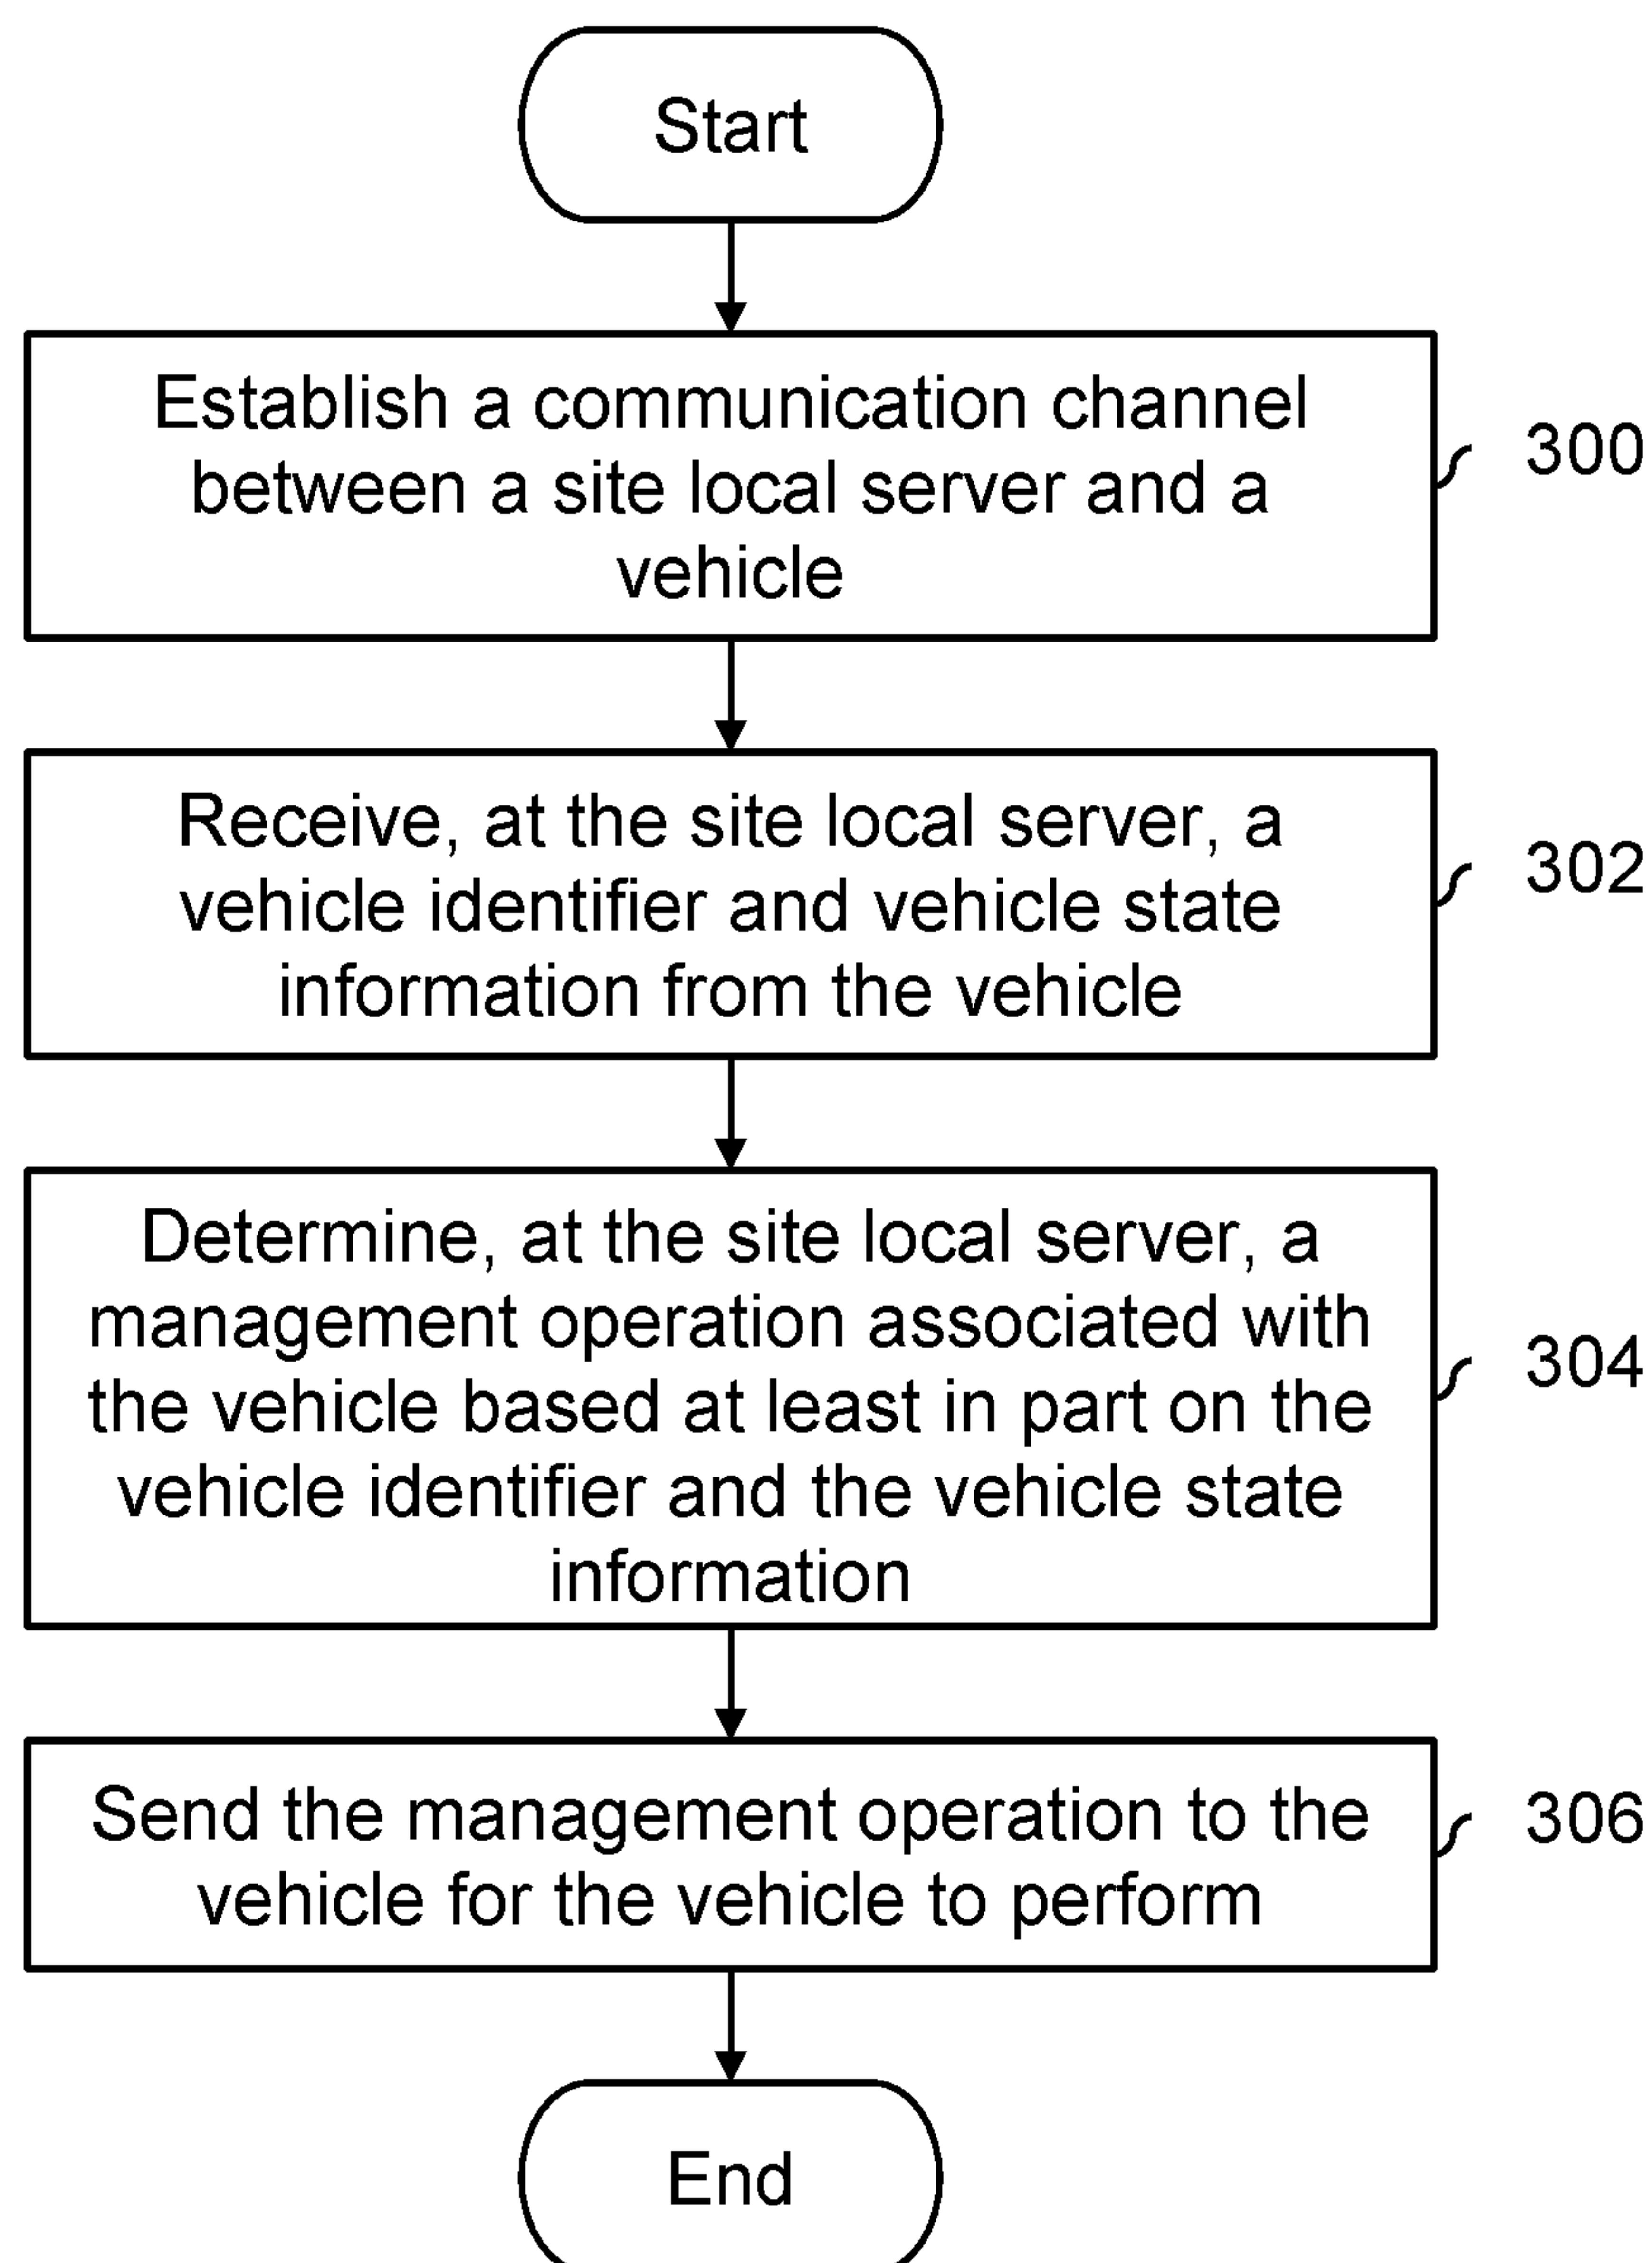 Start
Establish a communication channel
between a site local server and a
vehicle
300
Receive, at the site local server, a
vehicle identifier and vehicle state
information from the vehicle
302
Determine, at the site local server, a
management operation associated with
the vehicle based at least in part on the
vehicle identifier and the vehicle state
information
304
Send the management operation to the
vehicle for the vehicle to perform
306
End